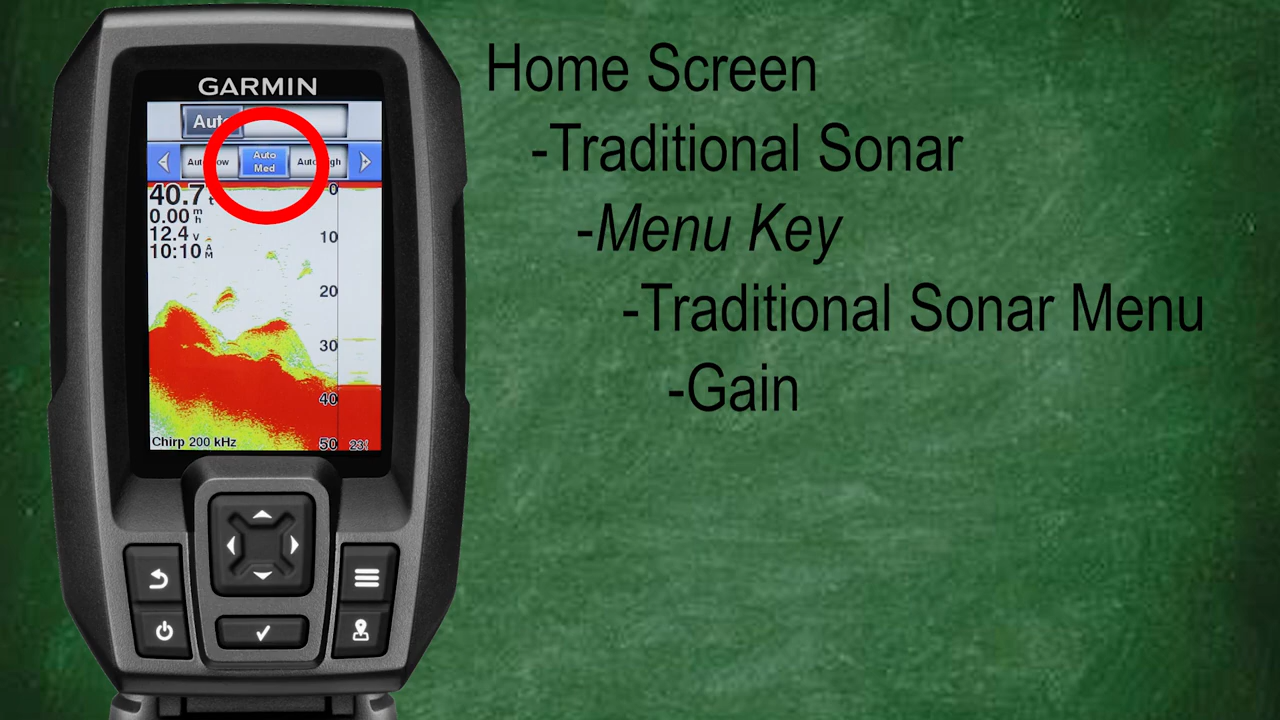 GARMIN
Auto
Auto Med
40.7
0.00 m h
12.4 v
10:10 A M
0
10
20
30
40
50
Chirp 200 kHz
Home Screen
-Traditional Sonar
-Menu Key
-Traditional Sonar Menu
-Gain